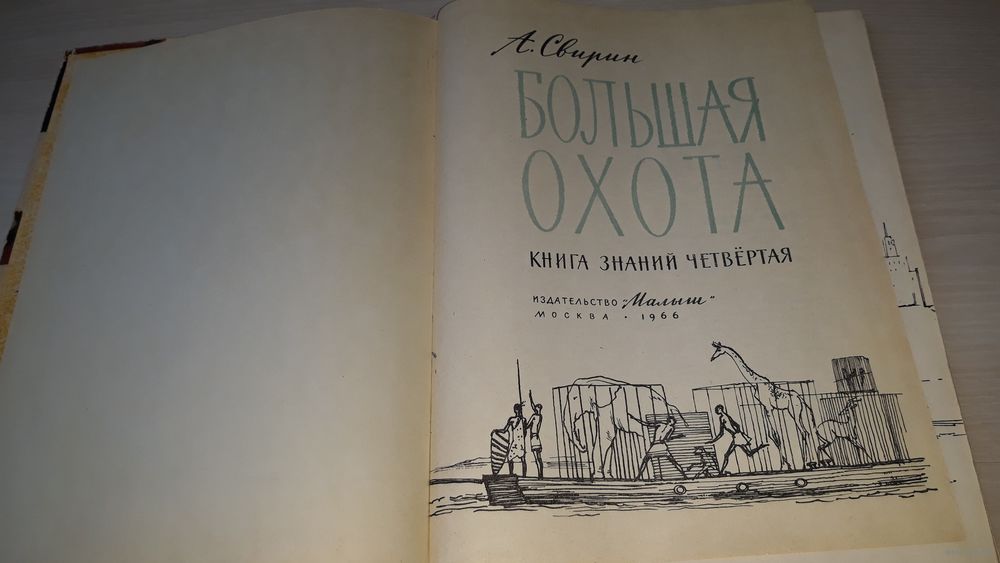 А. Свирин
БОЛЬШАЯ
ОХОТА
КНИГА ЗНАНИЙ ЧЕТВЁРТАЯ
ИЗДАТЕЛЬСТВО „Малыш"
МОСКВА · 1966